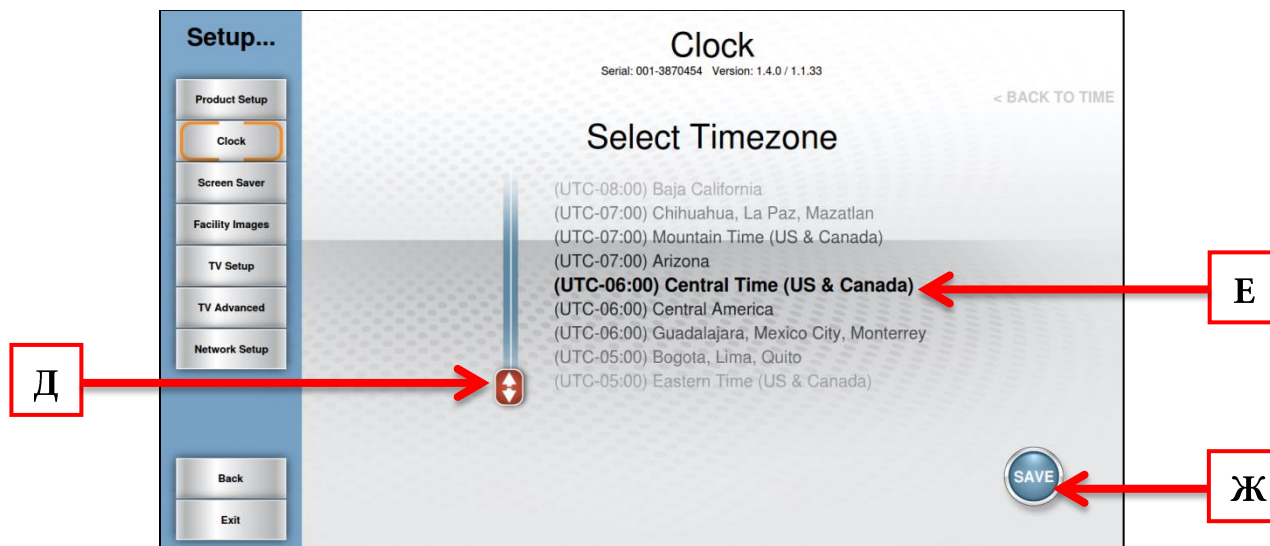 Setup...
Product Setup
Clock
Screen Saver
Facility Images
TV Setup
TV Advanced
Network Setup
Back
Exit
Clock
Serial: 001-3870454 Version: 1.4.0 / 1.1.33
< BACK TO TIME
Select Timezone
(UTC-08:00) Baja California
(UTC-07:00) Chihuahua, La Paz, Mazatlan
(UTC-07:00) Mountain Time (US & Canada)
(UTC-07:00) Arizona
(UTC-06:00) Central Time (US & Canada)
(UTC-06:00) Central America
(UTC-06:00) Guadalajara, Mexico City, Monterrey
(UTC-05:00) Bogota, Lima, Quito
(UTC-05:00) Eastern Time (US & Canada)
SAVE
Д
Е
Ж